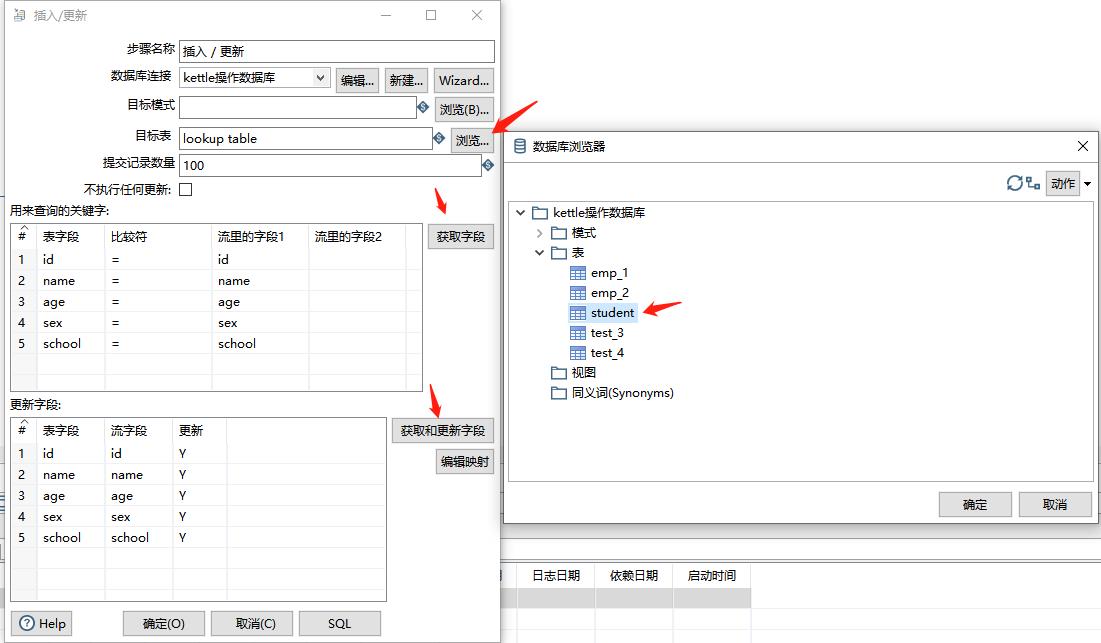 插入/更新
步骤名称 插入 / 更新
数据库连接 kettle操作数据库 编辑... 新建... Wizard...
目标模式 浏览(B)...
目标表 lookup table 浏览...
提交记录数量 100
不执行任何更新:
用来查询的关键字:
# 表字段 比较符 流里的字段1 流里的字段2 获取字段
1 id = id
2 name = name
3 age = age
4 sex = sex
5 school = school
更新字段:
# 表字段 流字段 更新 获取和更新字段
1 id id Y 编辑映射
2 name name Y
3 age age Y
4 sex sex Y
5 school school Y
Help 确定(O) 取消(C) SQL
数据库浏览器
动作
kettle操作数据库
模式
表
emp_1
emp_2
student
test_3
test_4
视图
同义词(Synonyms)
确定 取消
日志日期 依赖日期 启动时间